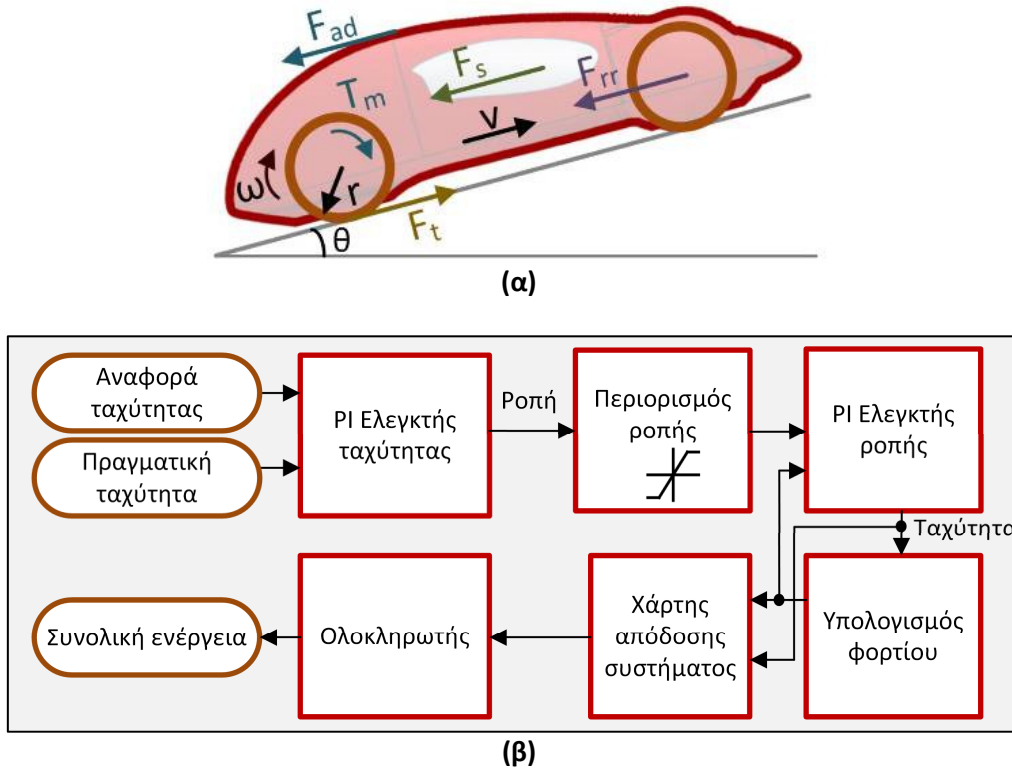 F_ad
F_s
F_rr
T_m
v
ω
r
F_t
θ
(α)
Αναφορά
ταχύτητας
Πραγματική
ταχύτητα
PI Ελεγκτής
ταχύτητας
Ροπή
Περιορισμός
ροπής
PI Ελεγκτής
ροπής
Ταχύτητα
Συνολική ενέργεια
Ολοκληρωτής
Χάρτης
απόδοσης
συστήματος
Υπολογισμός
φορτίου
(β)